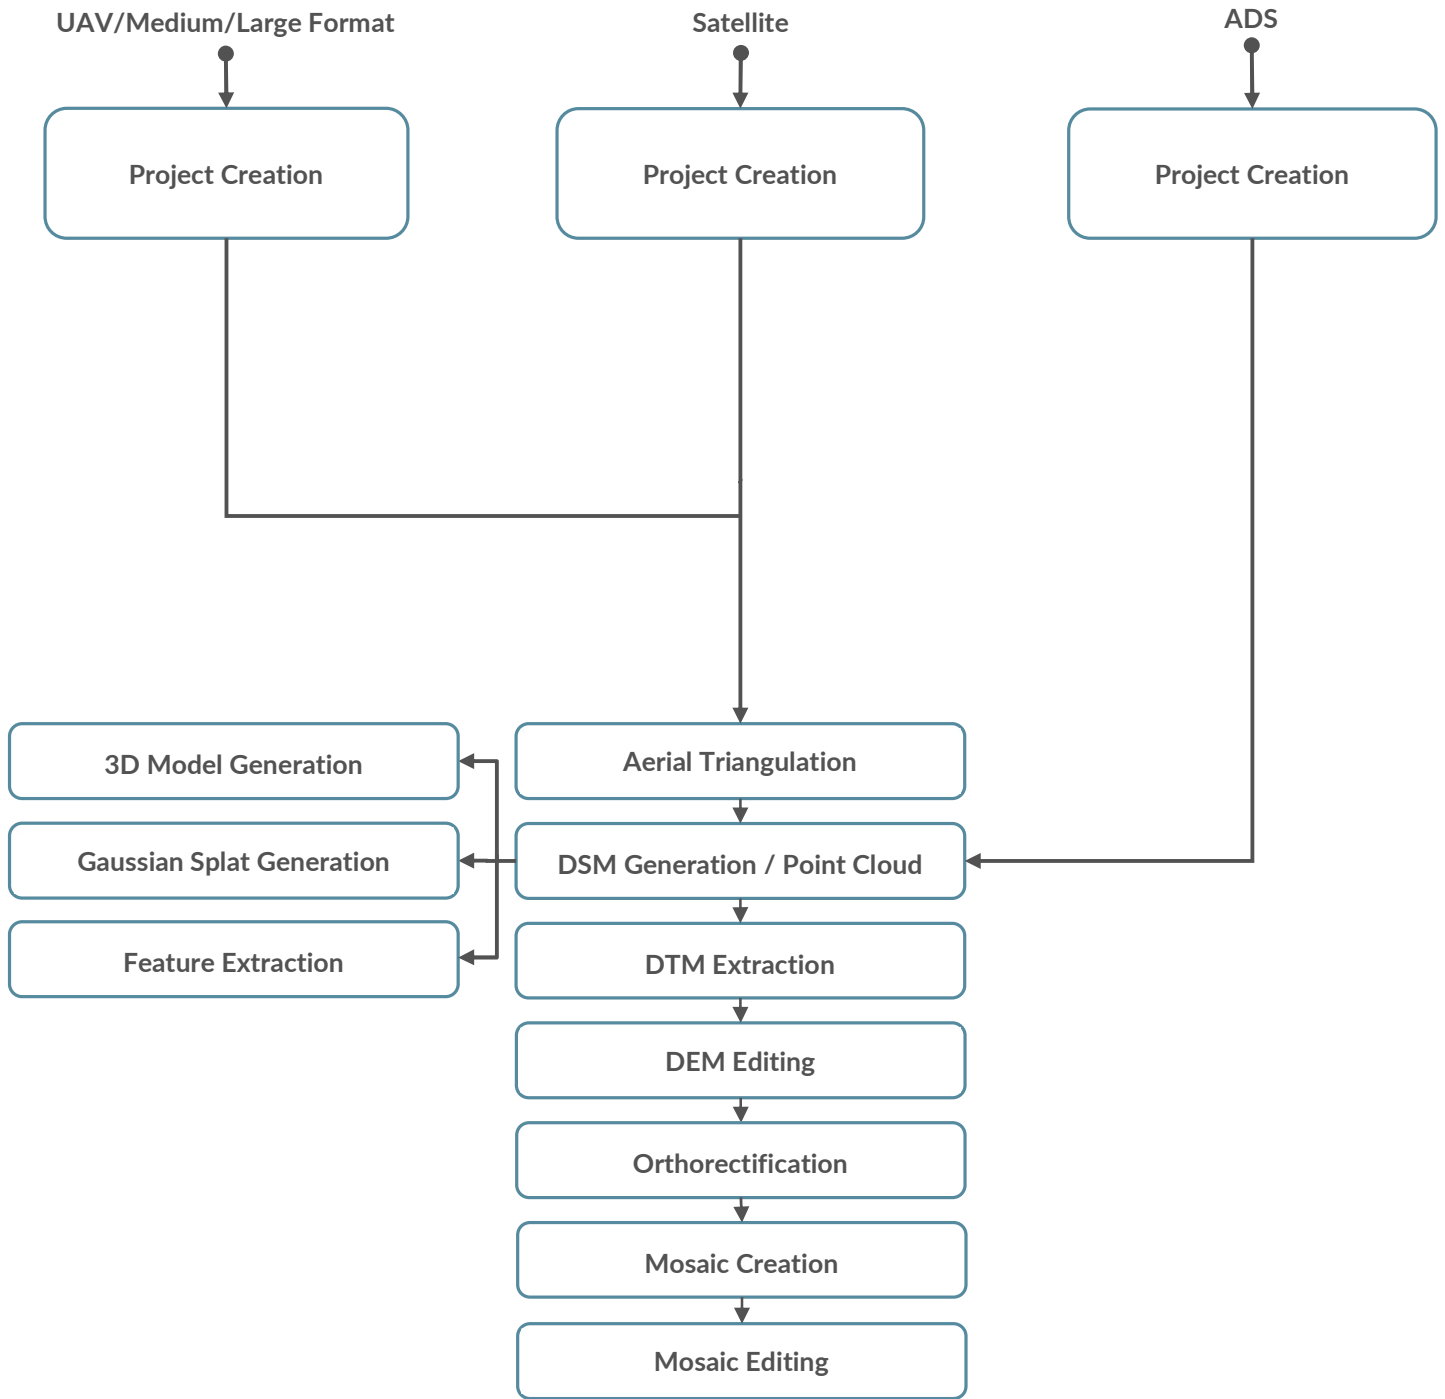 UAV/Medium/Large Format
Satellite
ADS
Project Creation
Project Creation
Project Creation
3D Model Generation
Aerial Triangulation
Gaussian Splat Generation
DSM Generation / Point Cloud
Feature Extraction
DTM Extraction
DEM Editing
Orthorectification
Mosaic Creation
Mosaic Editing